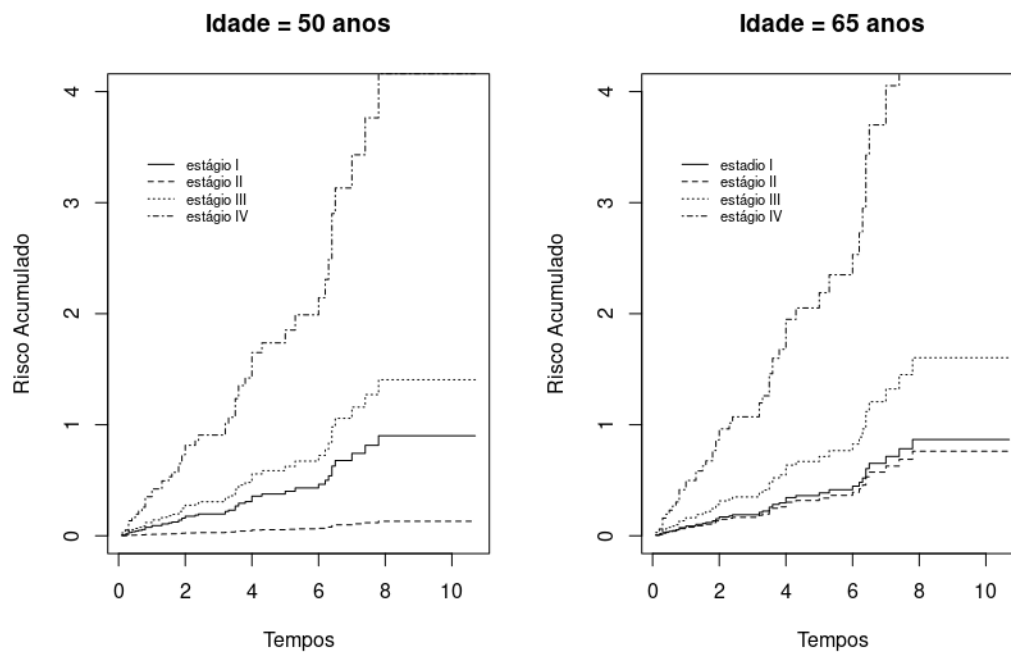 Idade = 50 anos
Risco Acumulado
4
3
2
1
0
estágio I
estágio II
estágio III
estágio IV
0 2 4 6 8 10
Tempos
Idade = 65 anos
Risco Acumulado
4
3
2
1
0
estadio I
estágio II
estágio III
estágio IV
0 2 4 6 8 10
Tempos